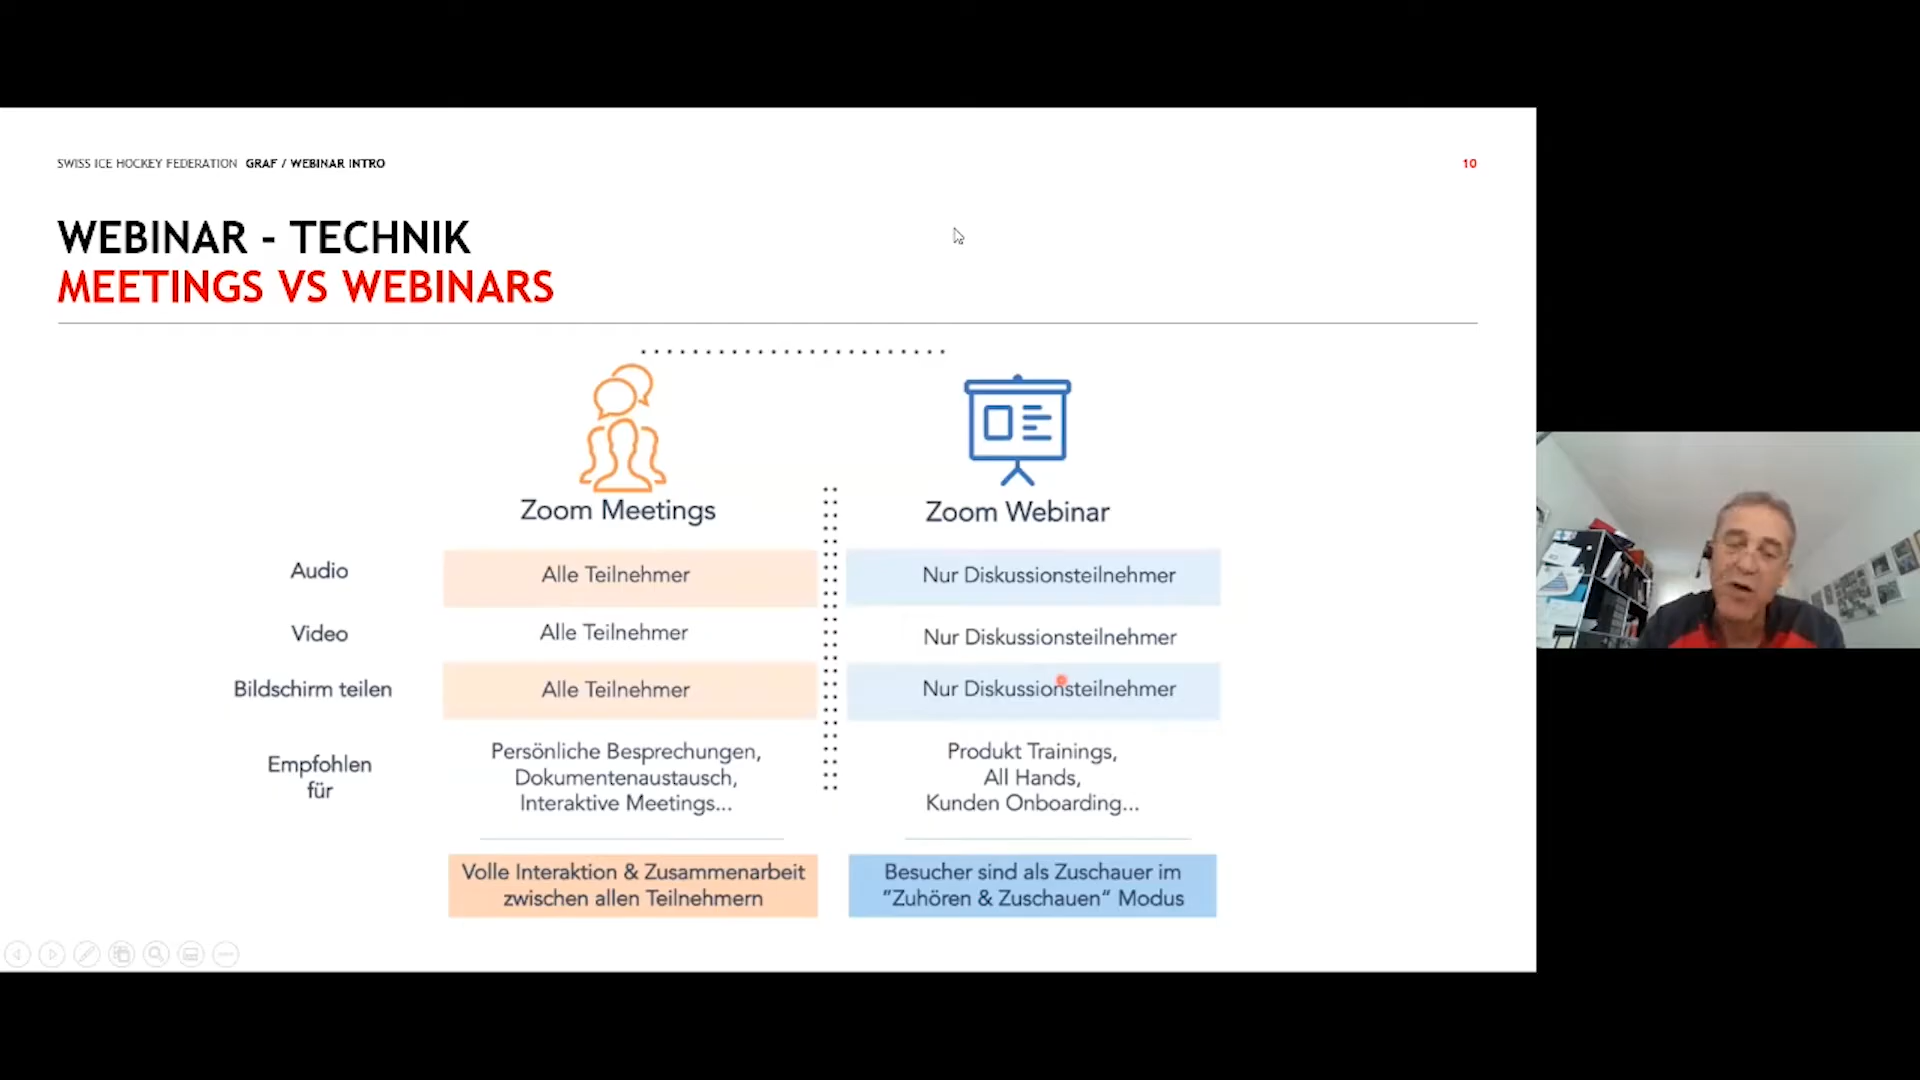 SWISS ICE HOCKEY FEDERATION GRAF / WEBINAR INTRO
10
WEBINAR - TECHNIK
MEETINGS VS WEBINARS
Zoom Meetings
Zoom Webinar
Audio
Alle Teilnehmer
Nur Diskussionsteilnehmer
Video
Alle Teilnehmer
Nur Diskussionsteilnehmer
Bildschirm teilen
Alle Teilnehmer
Nur Diskussionsteilnehmer
Empfohlen
für
Persönliche Besprechungen,
Dokumentenaustausch,
Interaktive Meetings...
Produkt Trainings,
All Hands,
Kunden Onboarding...
Volle Interaktion & Zusammenarbeit
zwischen allen Teilnehmern
Besucher sind als Zuschauer im
"Zuhören & Zuschauen" Modus